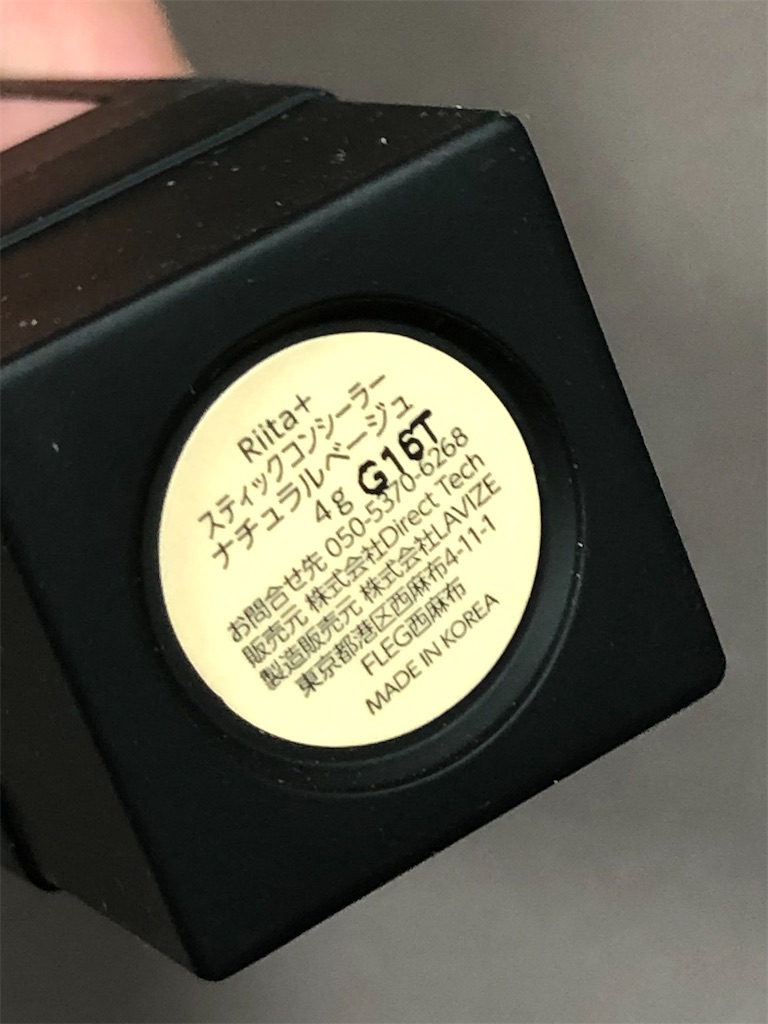 Riita+
スティックコンシーラー
ナチュラルベージュ
4g G16T
お問合せ先 050-5370-6268
販売元 株式会社Direct Tech
製造販売元 株式会社LAVIZE
東京都港区西麻布4-11-1
FLEG西麻布
MADE IN KOREA